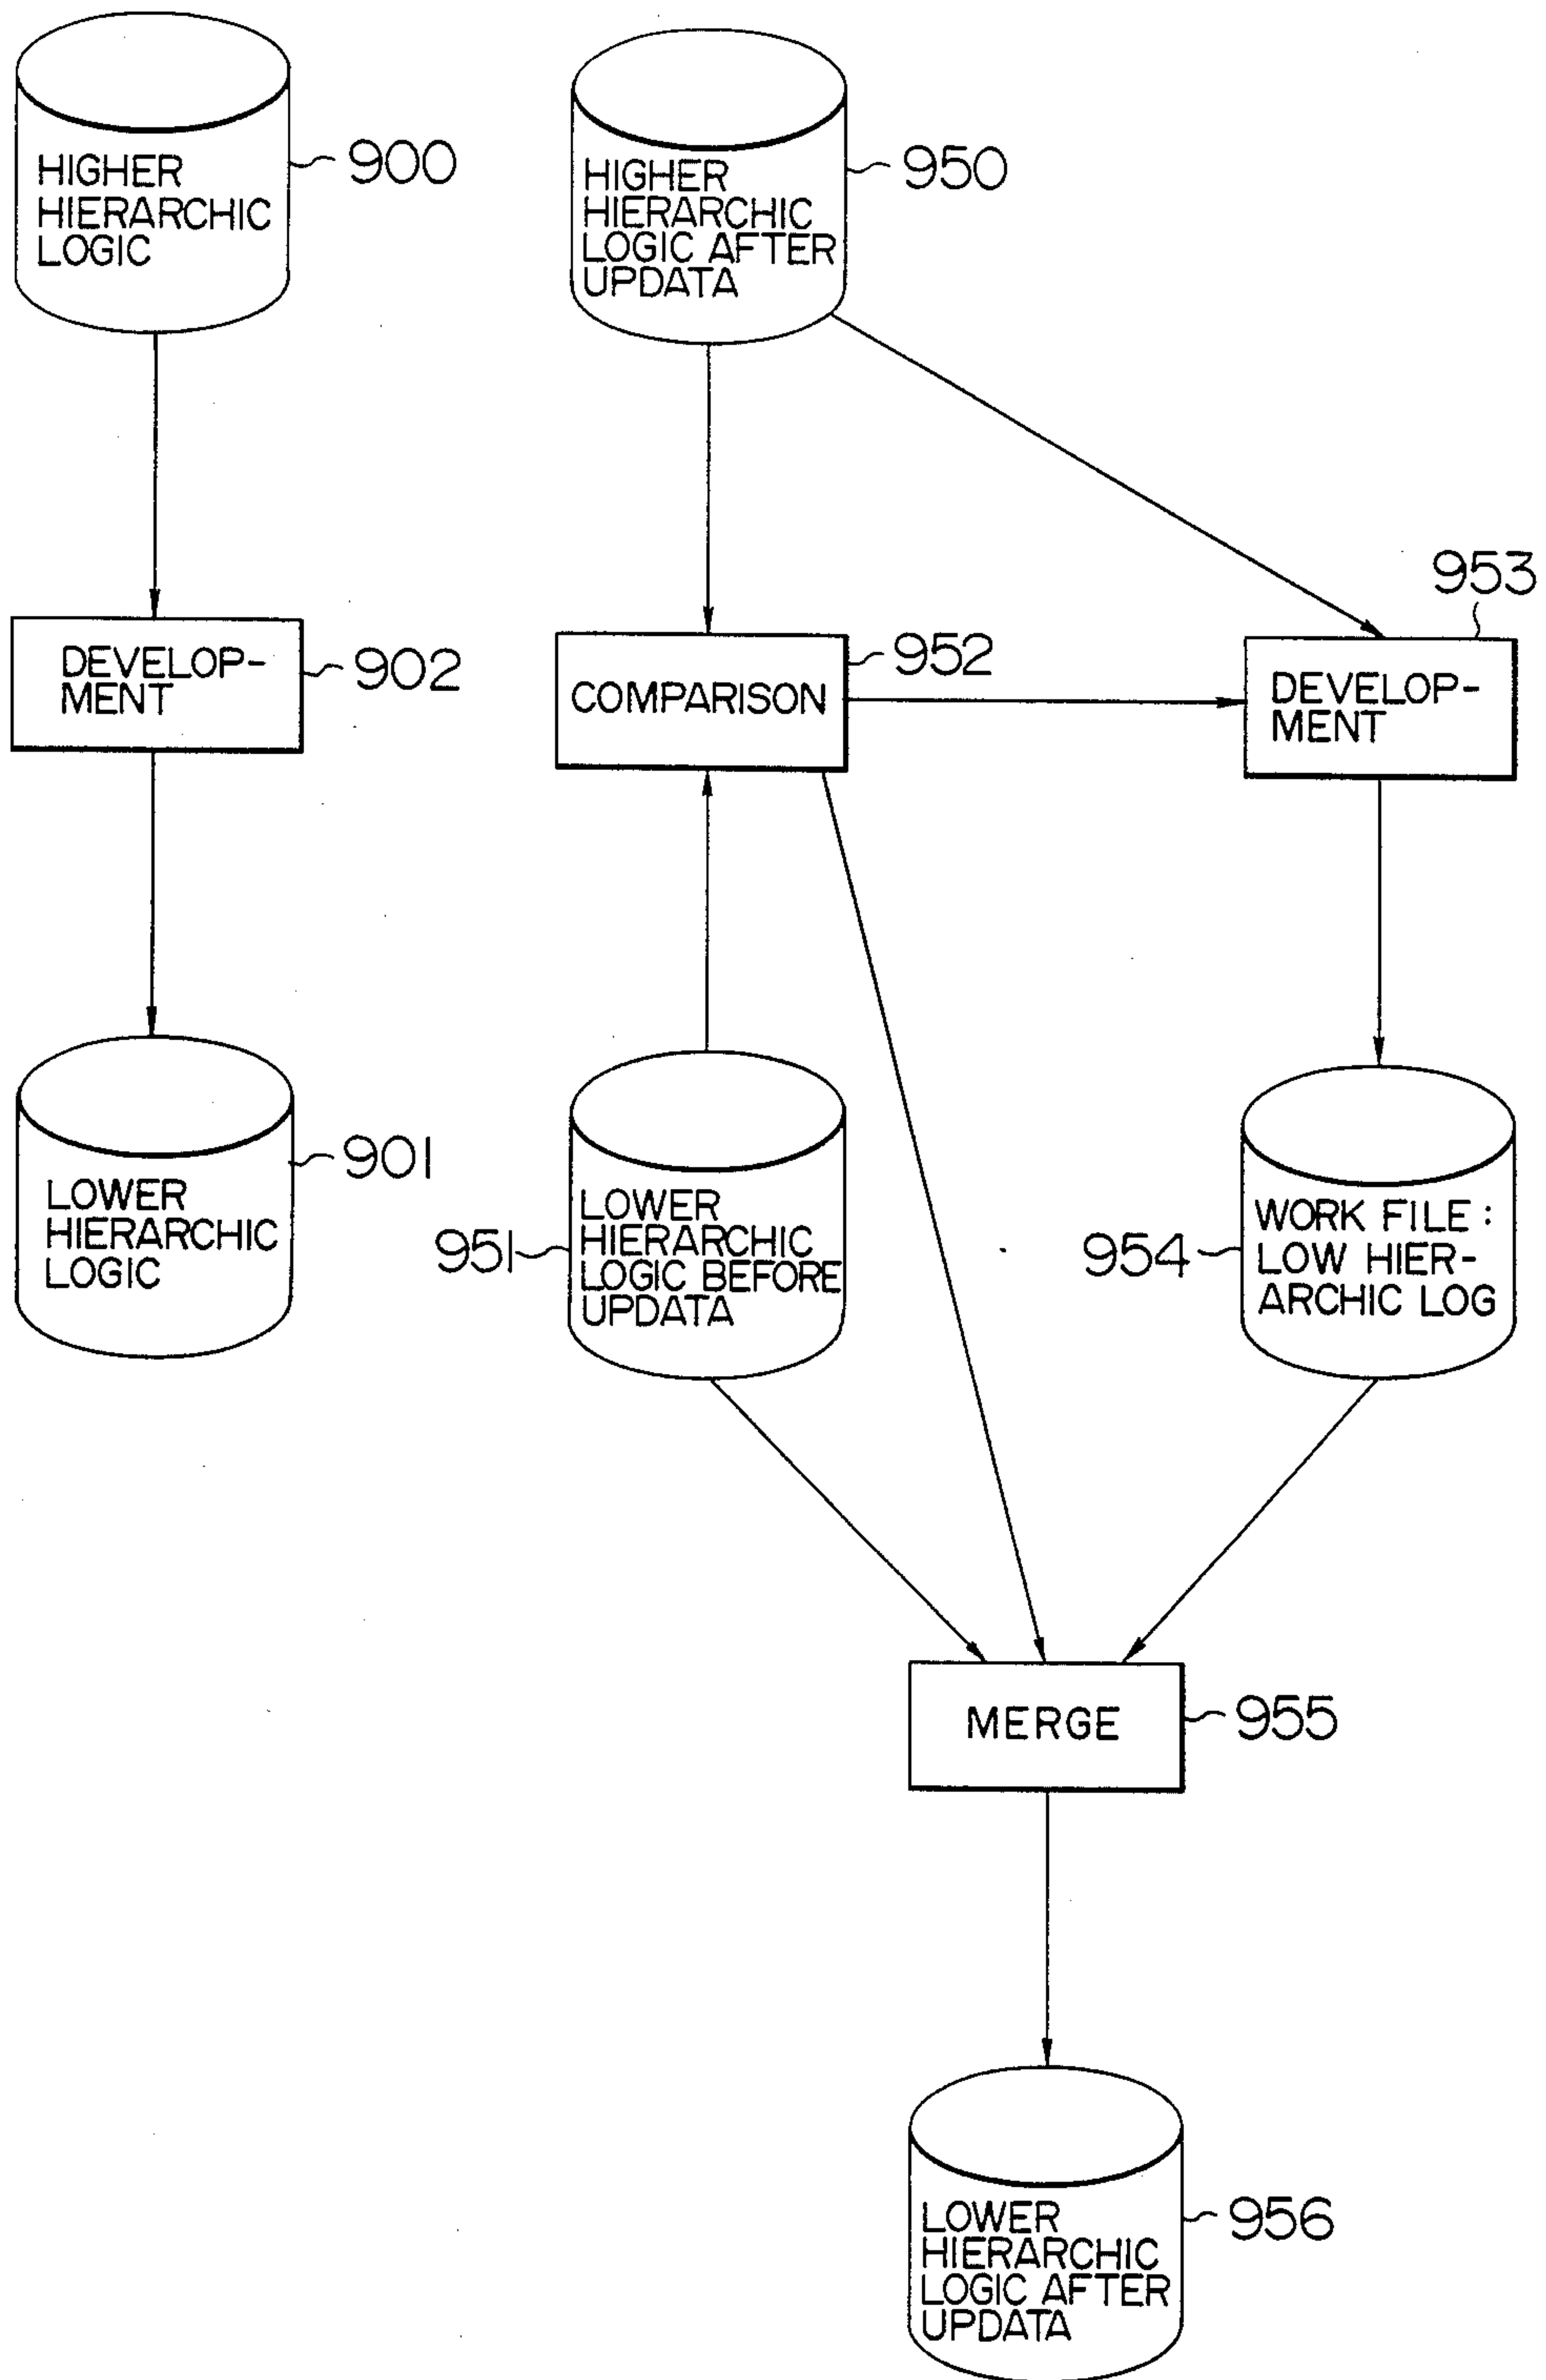 HIGHER
HIERARCHIC
LOGIC
900
HIGHER
HIERARCHIC
LOGIC AFTER
UPDATA
950
DEVELOP-
MENT
902
COMPARISON
952
953
DEVELOP-
MENT
LOWER
HIERARCHIC
LOGIC
901
951
LOWER
HIERARCHIC
LOGIC BEFORE
UPDATA
954
WORK FILE :
LOW HIER-
ARCHIC LOG
MERGE
955
LOWER
HIERARCHIC
LOGIC AFTER
UPDATA
956